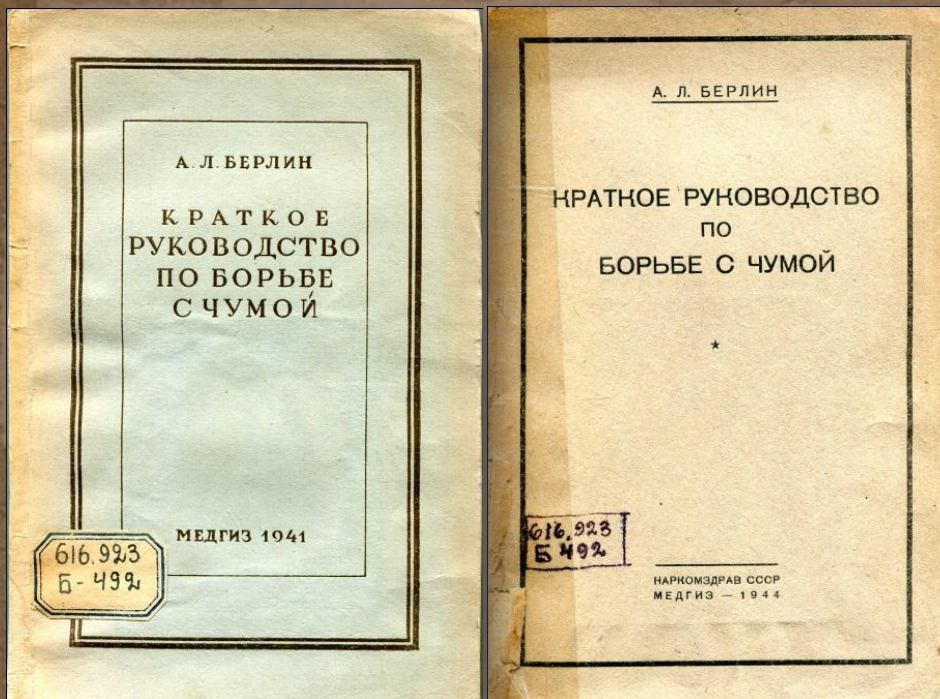 А. Л. БЕРЛИН
КРАТКОЕ
РУКОВОДСТВО
ПО БОРЬБЕ
С ЧУМОЙ
МЕДГИЗ 1941
616.923
Б-492
А. Л. БЕРЛИН
КРАТКОЕ РУКОВОДСТВО
ПО
БОРЬБЕ С ЧУМОЙ
616.923
Б 492
НАРКОМЗДРАВ СССР
МЕДГИЗ — 1944